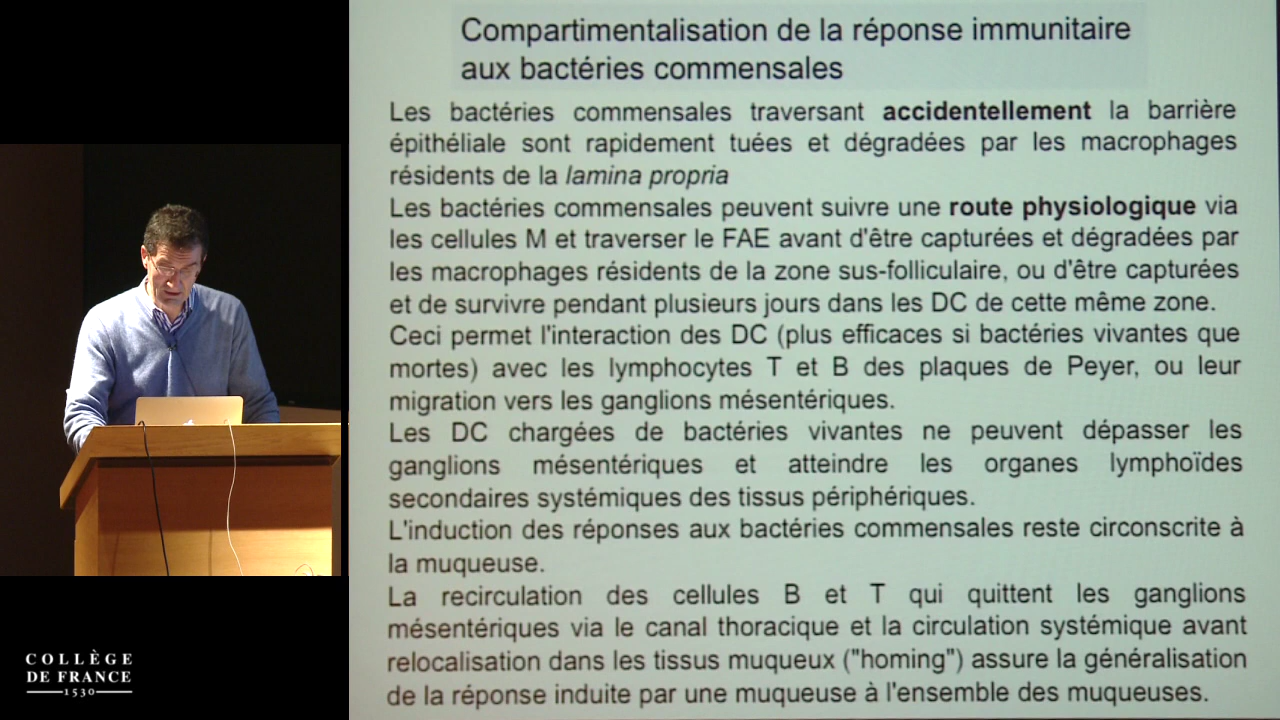 Compartimentalisation de la réponse immunitaire
aux bactéries commensales
Les bactéries commensales traversant accidentellement la barrière
épithéliale sont rapidement tuées et dégradées par les macrophages
résidents de la lamina propria
Les bactéries commensales peuvent suivre une route physiologique via
les cellules M et traverser le FAE avant d'être capturées et dégradées par
les macrophages résidents de la zone sus-folliculaire, ou d'être capturées
et de survivre pendant plusieurs jours dans les DC de cette même zone.
Ceci permet l'interaction des DC (plus efficaces si bactéries vivantes que
mortes) avec les lymphocytes T et B des plaques de Peyer, ou leur
migration vers les ganglions mésentériques.
Les DC chargées de bactéries vivantes ne peuvent dépasser les
ganglions mésentériques et atteindre les organes lymphoïdes
secondaires systémiques des tissus périphériques.
L'induction des réponses aux bactéries commensales reste circonscrite à
la muqueuse.
La recirculation des cellules B et T qui quittent les ganglions
mésentériques via le canal thoracique et la circulation systémique avant
relocalisation dans les tissus muqueux ("homing") assure la généralisation
de la réponse induite par une muqueuse à l'ensemble des muqueuses.
COLLÈGE
DE FRANCE
1530